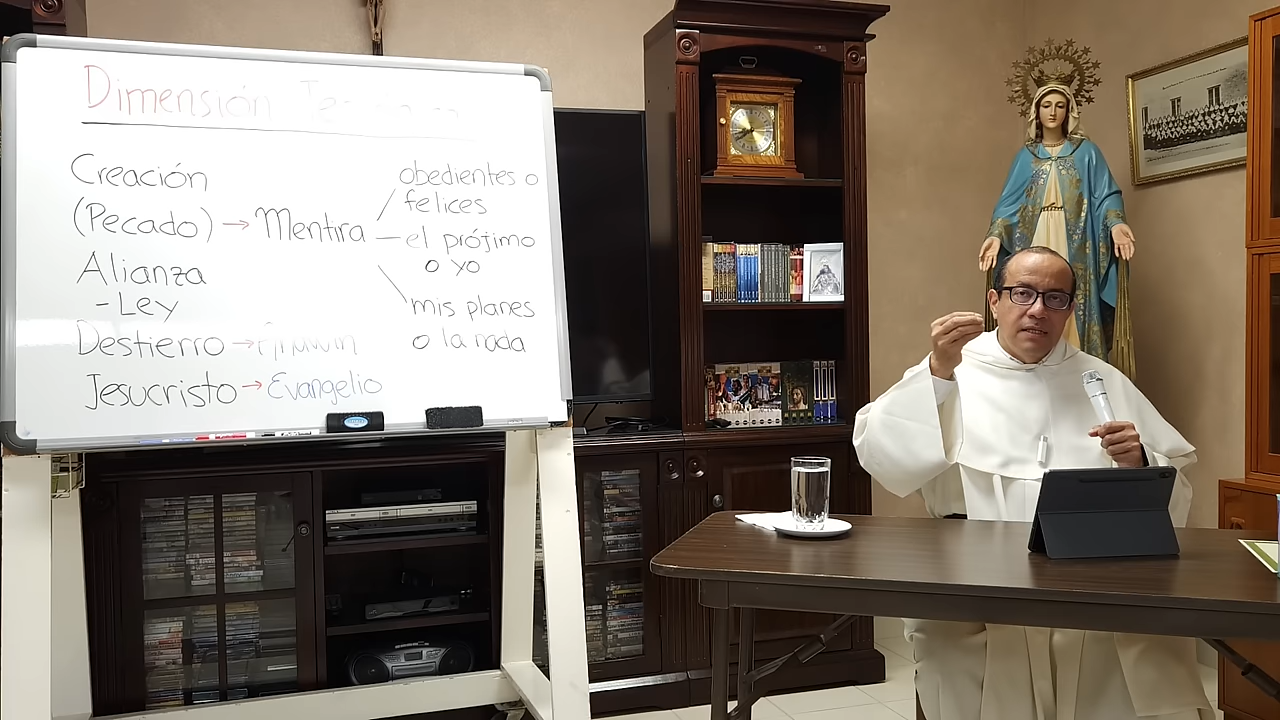 Dimensión
Creación
(Pecado) → Mentira
Alianza
- Ley
Destierro →
Jesucristo → Evangelio
obedientes o
felices
el prójimo
o yo
mis planes
o la nada